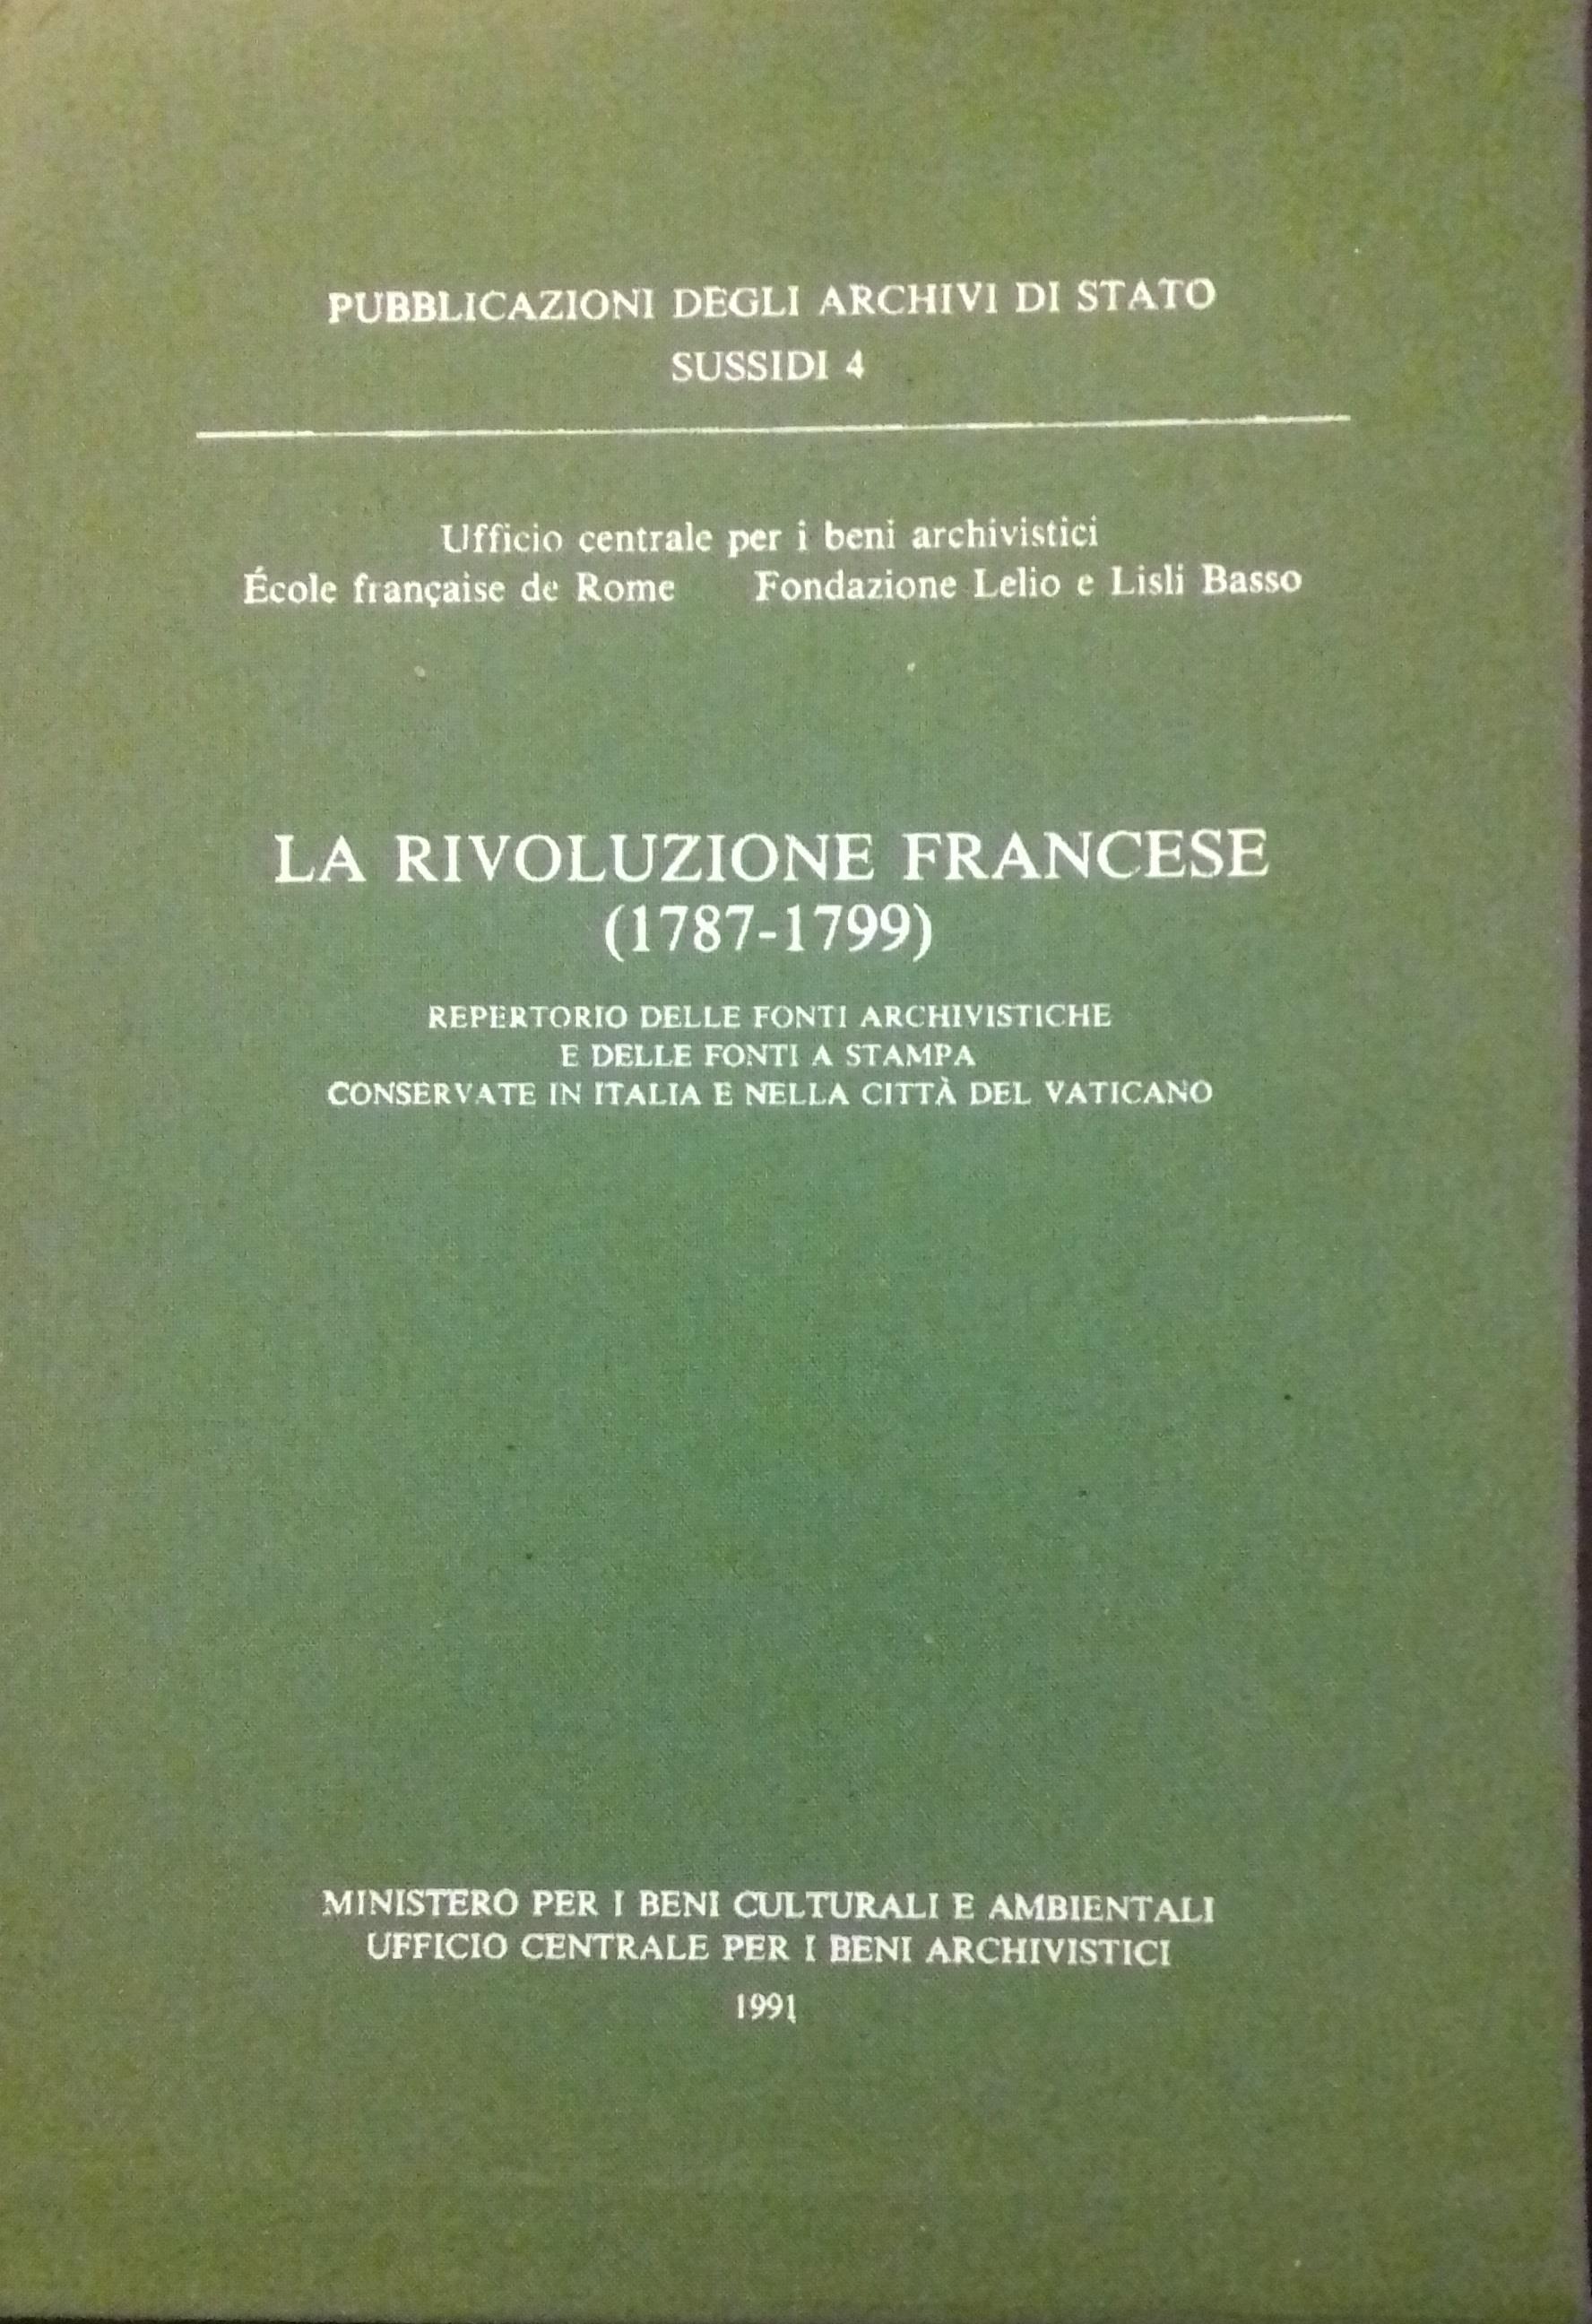 PUBBLICAZIONI DEGLI ARCHIVI DI STATO
SUSSIDI 4
Ufficio centrale per i beni archivistici
École française de Rome Fondazione Lelio e Lisli Basso
LA RIVOLUZIONE FRANCESE
(1787-1799)
REPERTORIO DELLE FONTI ARCHIVISTICHE
E DELLE FONTI A STAMPA
CONSERVATE IN ITALIA E NELLA CITTÀ DEL VATICANO
MINISTERO PER I BENI CULTURALI E AMBIENTALI
UFFICIO CENTRALE PER I BENI ARCHIVISTICI
1991